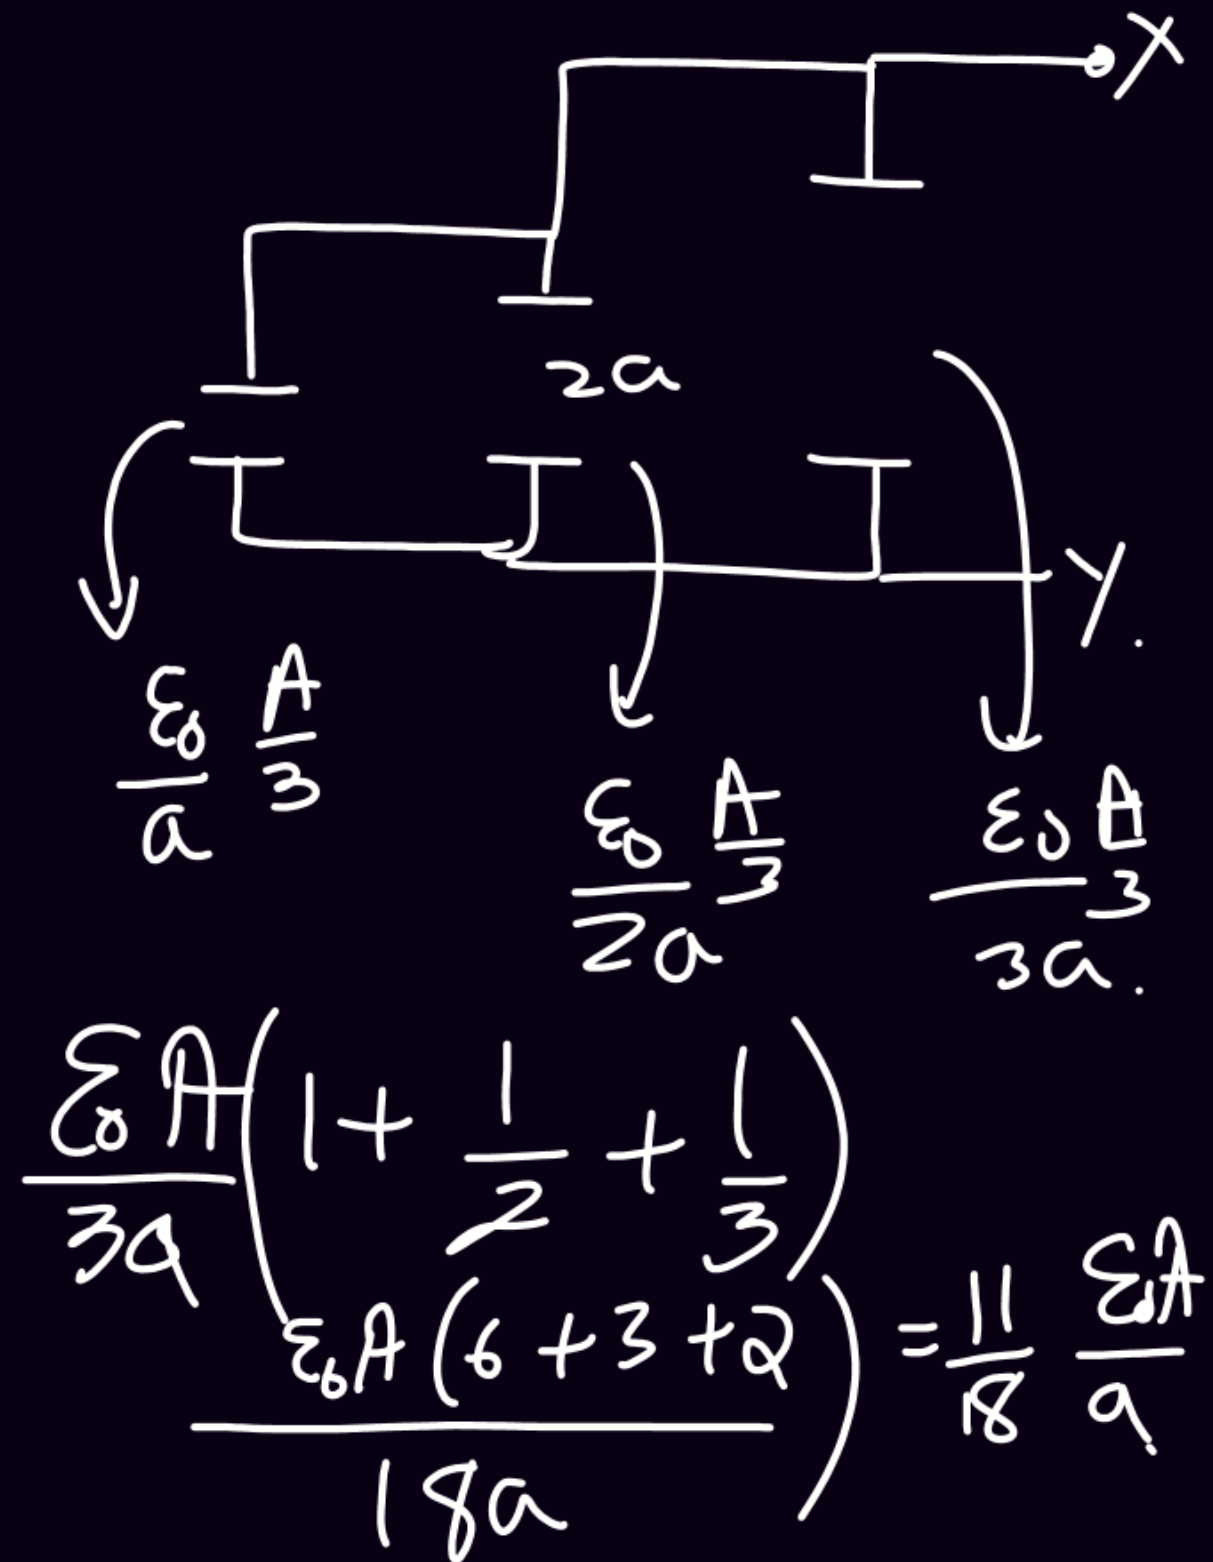 X
2a
Y.
ε₀/a A/3
ε₀/2a A/3
ε₀/3a. A/3
ε₀A/3a (1 + 1/2 + 1/3)
ε₀A(6 + 3 + 2)/18a = 11/18 ε₀A/a